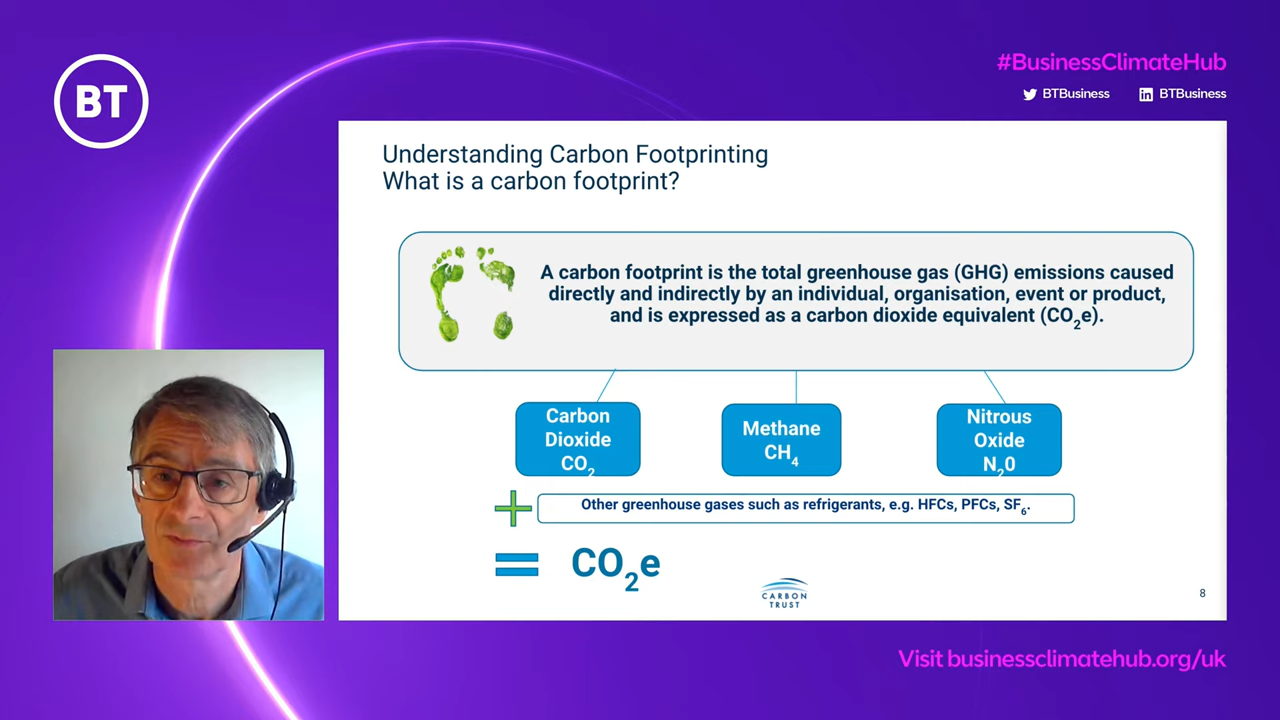 BT
#BusinessClimateHub
BTBusiness
BTBusiness
Understanding Carbon Footprinting
What is a carbon footprint?
A carbon footprint is the total greenhouse gas (GHG) emissions caused
directly and indirectly by an individual, organisation, event or product,
and is expressed as a carbon dioxide equivalent (CO₂e).
Carbon
Dioxide
CO₂
Methane
CH₄
Nitrous
Oxide
N₂0
+
Other greenhouse gases such as refrigerants, e.g. HFCs, PFCs, SF₆.
= CO₂e
CARBON
TRUST
8
Visit businessclimatehub.org/uk